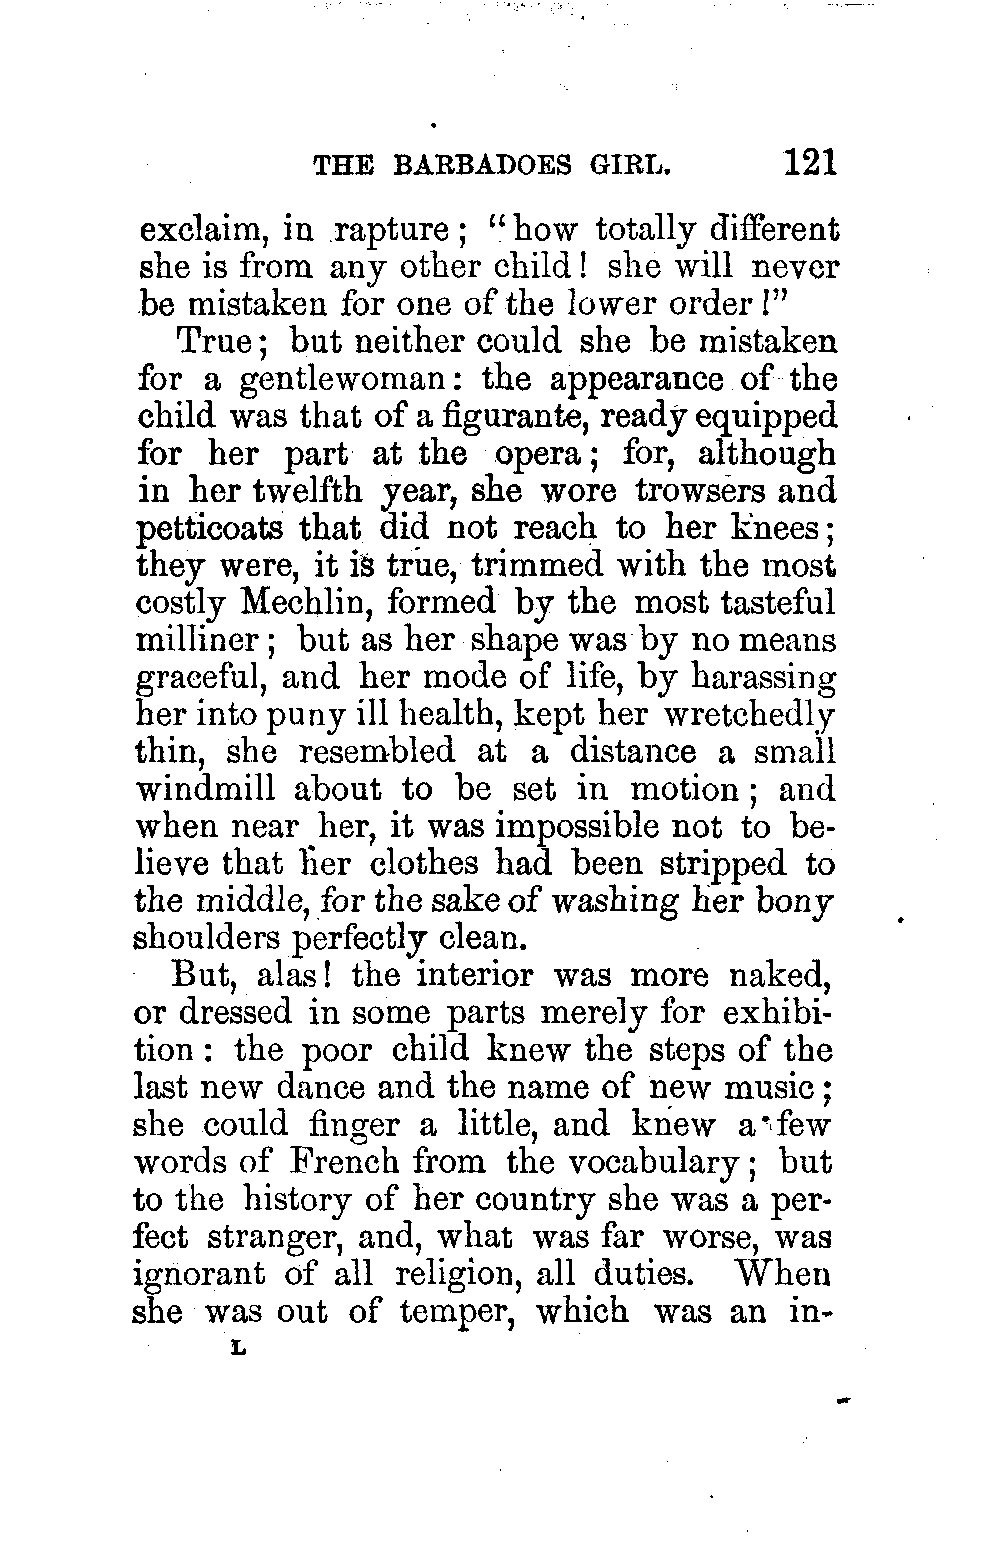 THE BARBADOES GIRL. 121
exclaim, in rapture; "how totally different
she is from any other child! she will never
be mistaken for one of the lower order!"
True; but neither could she be mistaken
for a gentlewoman: the appearance of the
child was that of a figurante, ready equipped
for her part at the opera; for, although
in her twelfth year, she wore trowsers and
petticoats that did not reach to her knees;
they were, it is true, trimmed with the most
costly Mechlin, formed by the most tasteful
milliner; but as her shape was by no means
graceful, and her mode of life, by harassing
her into puny ill health, kept her wretchedly
thin, she resembled at a distance a small
windmill about to be set in motion; and
when near her, it was impossible not to be-
lieve that her clothes had been stripped to
the middle, for the sake of washing her bony
shoulders perfectly clean.
But, alas! the interior was more naked,
or dressed in some parts merely for exhibi-
tion: the poor child knew the steps of the
last new dance and the name of new music;
she could finger a little, and knew a few
words of French from the vocabulary; but
to the history of her country she was a per-
fect stranger, and, what was far worse, was
ignorant of all religion, all duties. When
she was out of temper, which was an in-
L